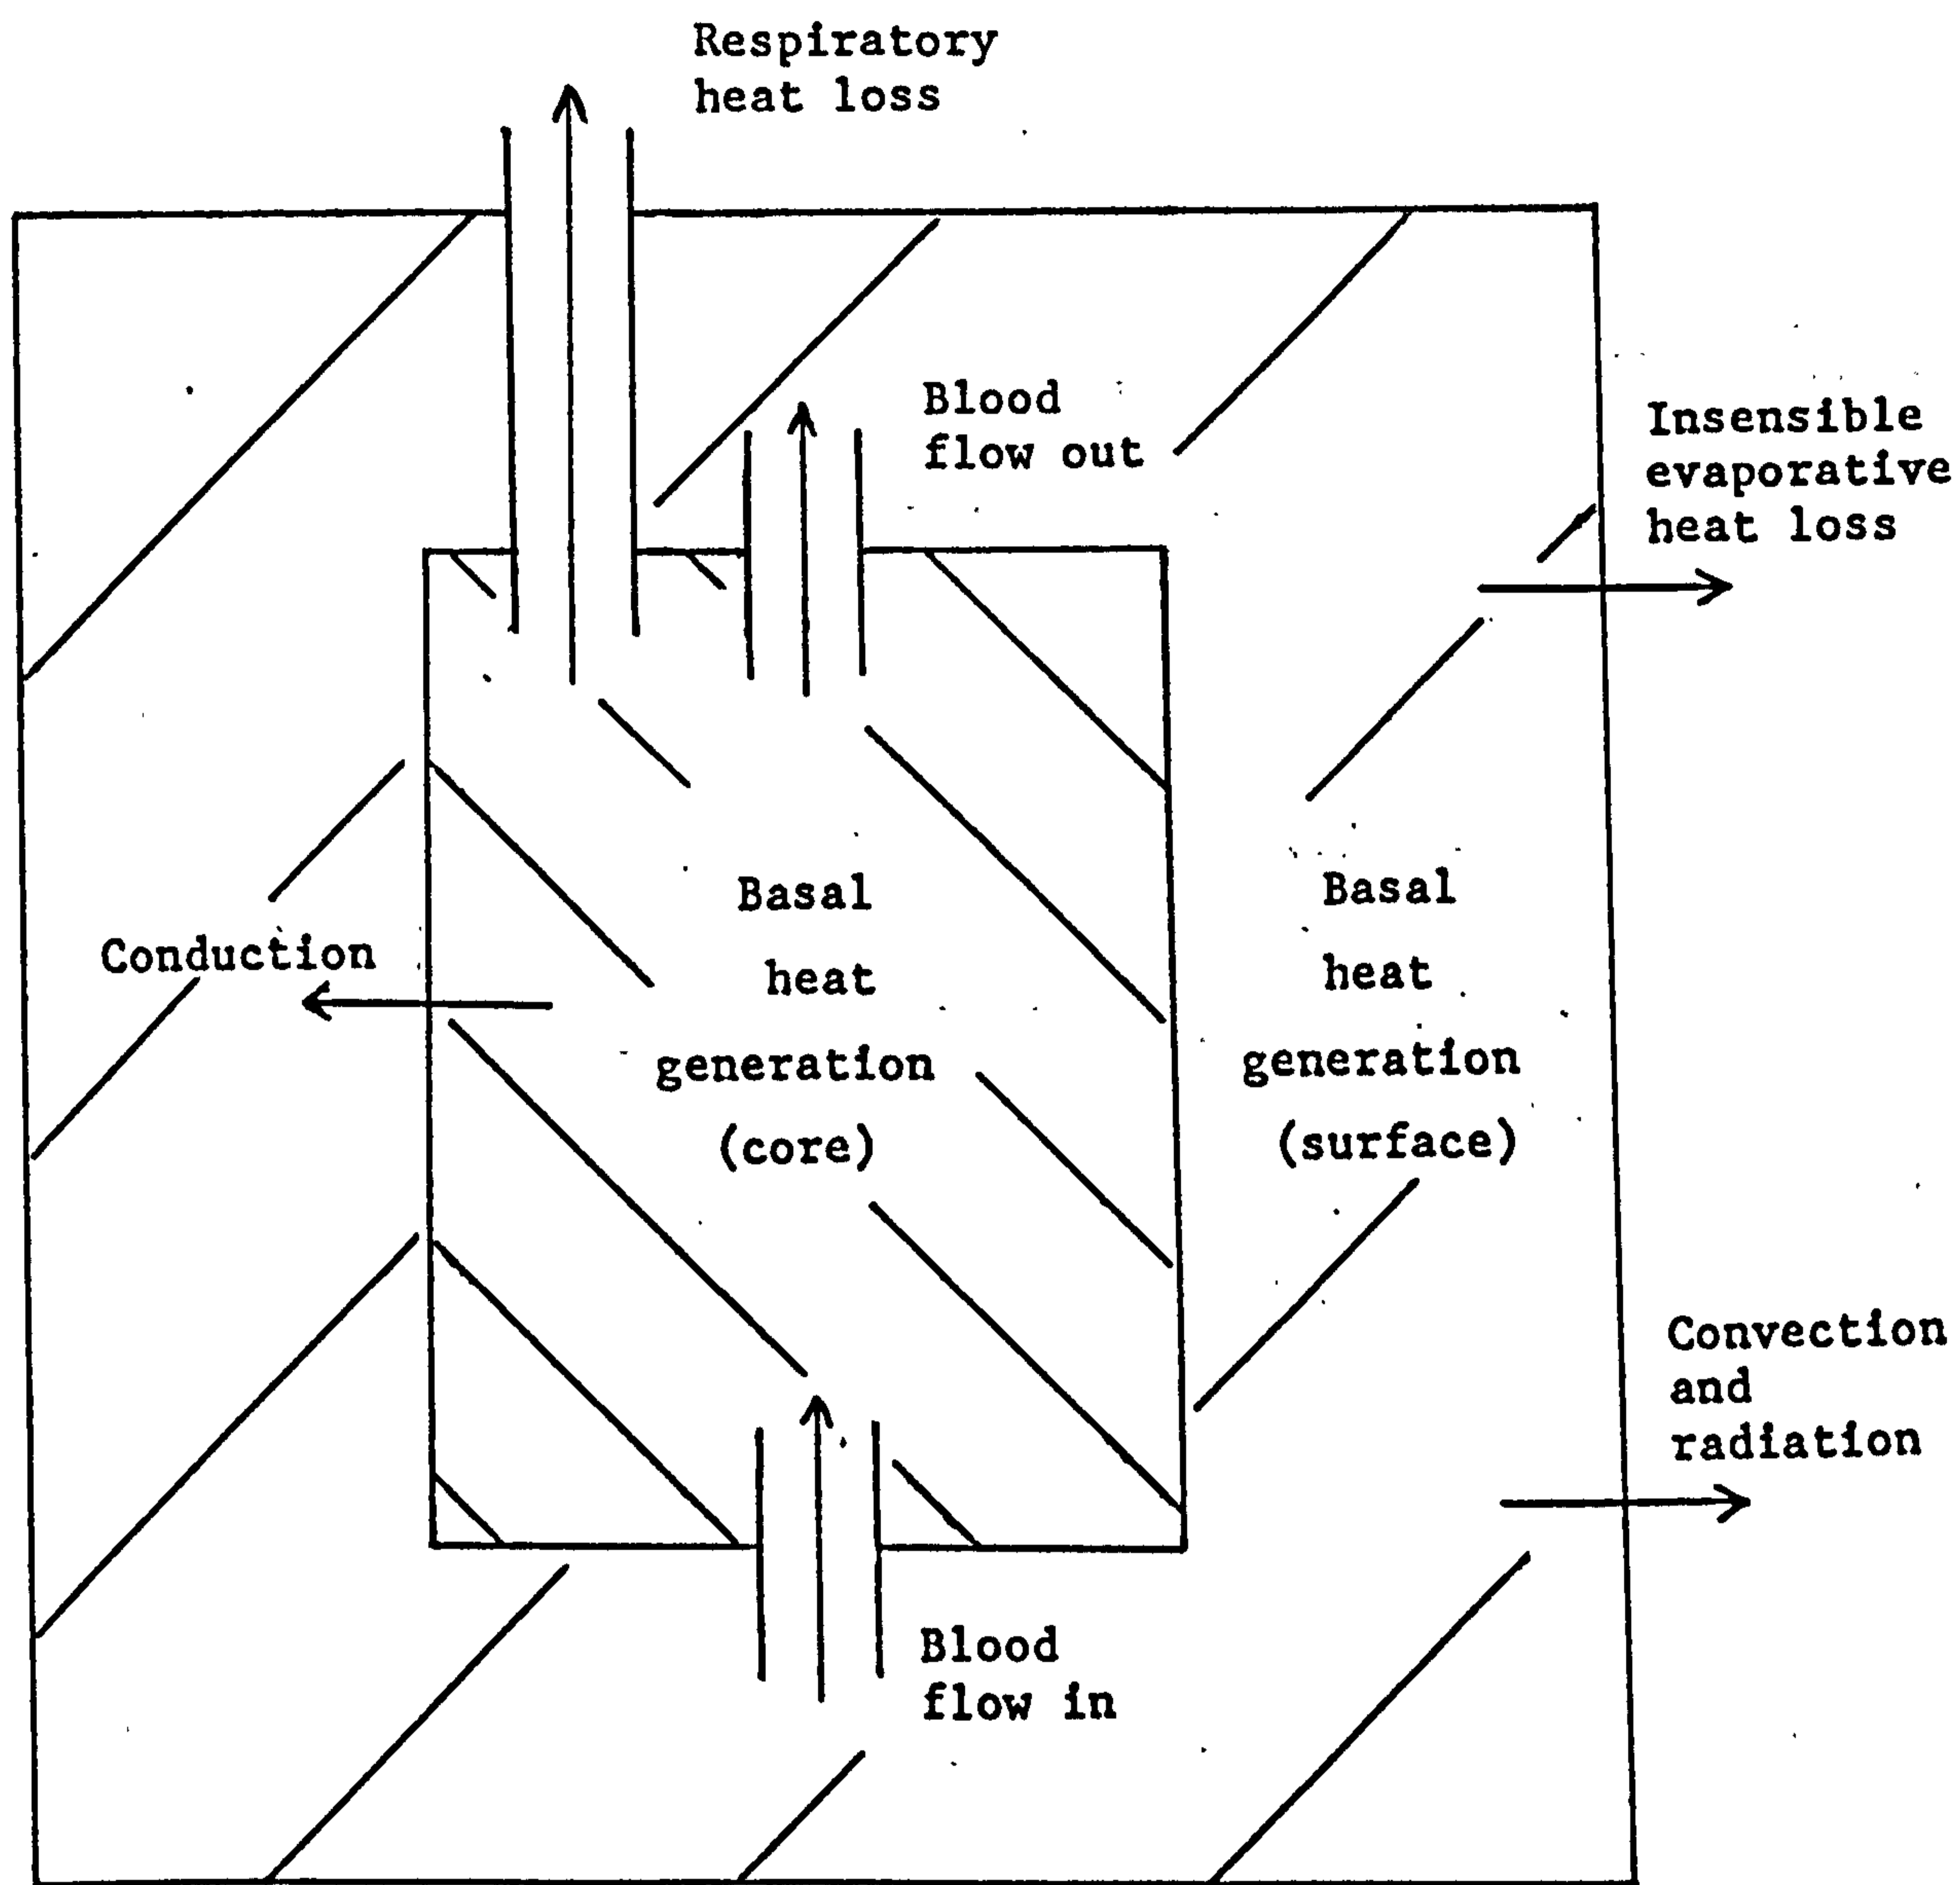 Respiratory
heat loss
Blood
flow out
Insensible
evaporative
heat loss
Conduction
Basal
heat
generation
(core)
Basal
heat
generation
(surface)
Convection
and
radiation
Blood
flow in